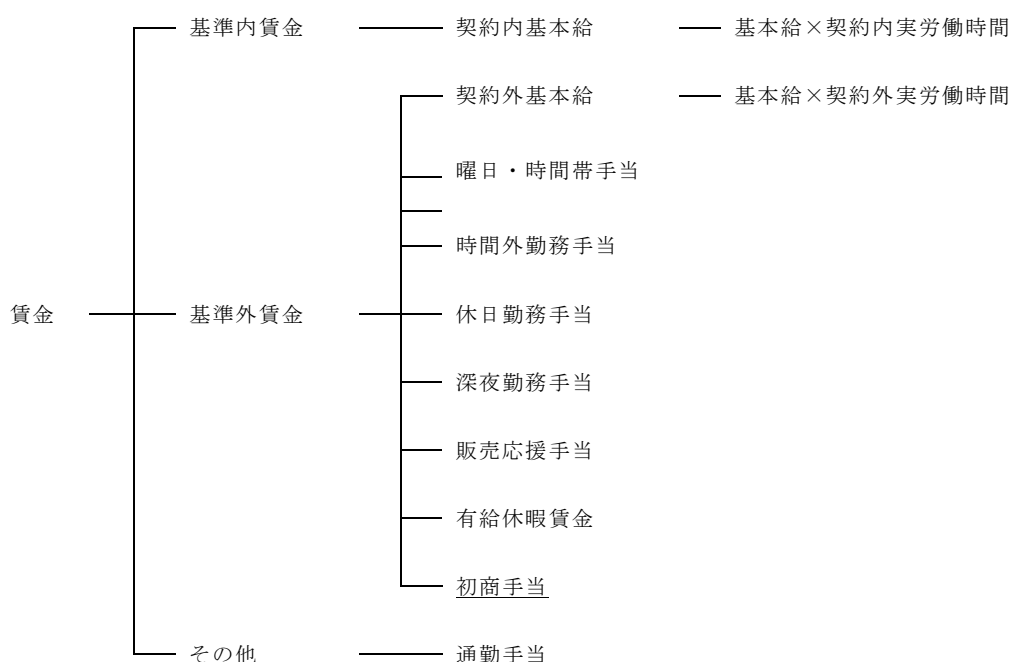 基準内賃金 契約内基本給 基本給×契約内実労働時間
契約外基本給 基本給×契約外実労働時間
曜日・時間帯手当
時間外勤務手当
賃金 基準外賃金 休日勤務手当
深夜勤務手当
販売応援手当
有給休暇賃金
初商手当
その他 通勤手当